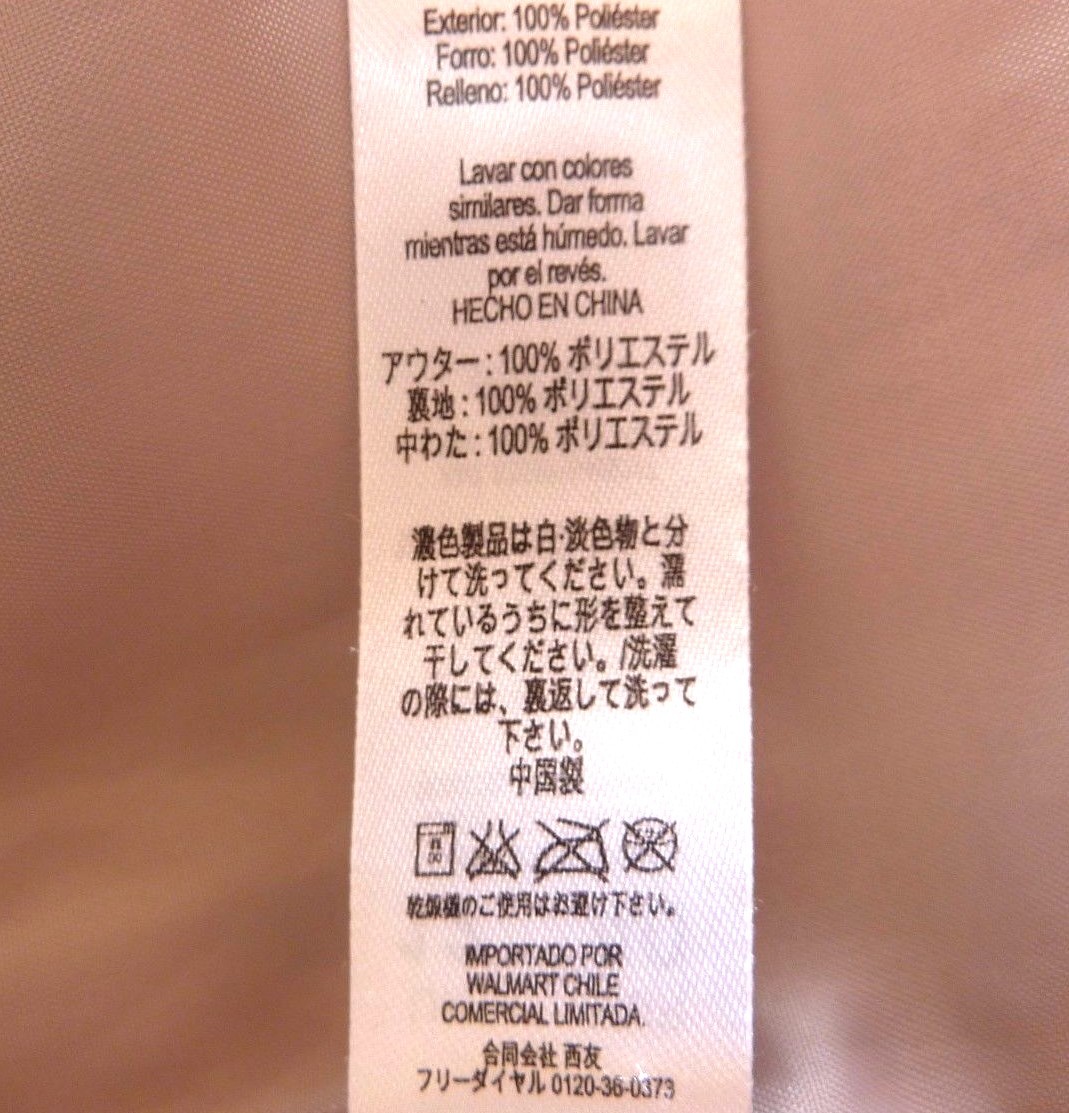 Exterior: 100% Poliéster
Forro: 100% Poliéster
Relleno: 100% Poliéster
Lavar con colores
similares. Dar forma
mientras está húmedo. Lavar
por el revés.
HECHO EN CHINA
アウター : 100% ポリエステル
裏地 : 100% ポリエステル
中わた : 100% ポリエステル
濃色製品は白·淡色物と分
けて洗ってください。濡
れているうちに形を整えて
干してください。/洗濯
の際には、裏返して洗って
下さい。
中国製
乾燥機のご使用はお避け下さい。
IMPORTADO POR
WALMART CHILE
COMERCIAL LIMITADA.
合同会社 西友
フリーダイヤル 0120-36-0373